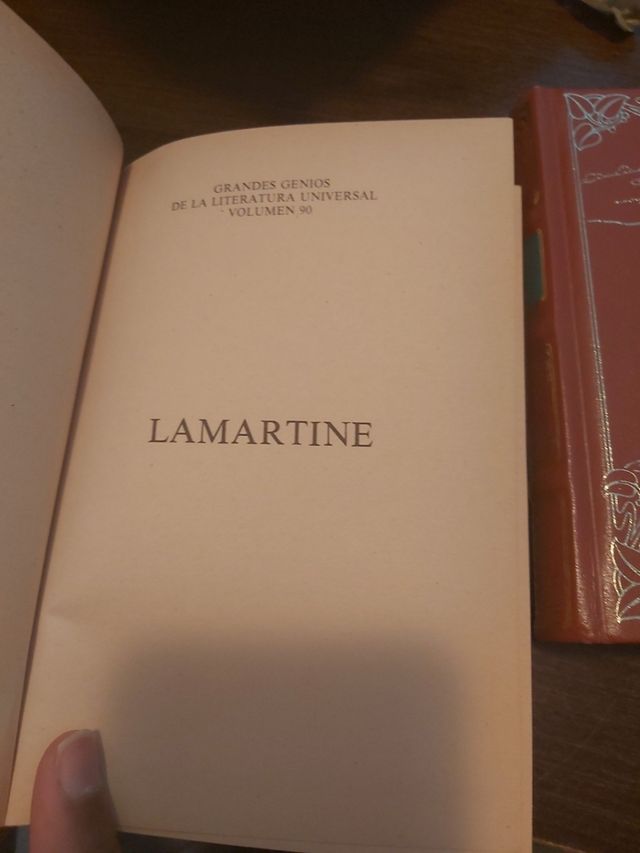 GRANDES GENIOS
DE LA LITERATURA UNIVERSAL
VOLUMEN 90
LAMARTINE